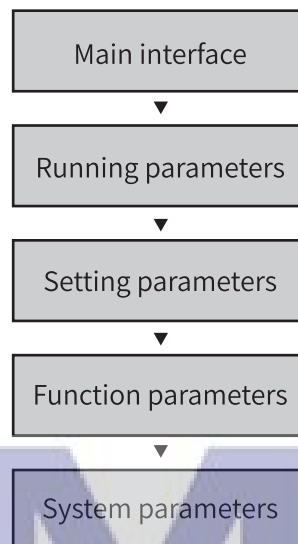 Main interface
Running parameters
Setting parameters
Function parameters
System parameters